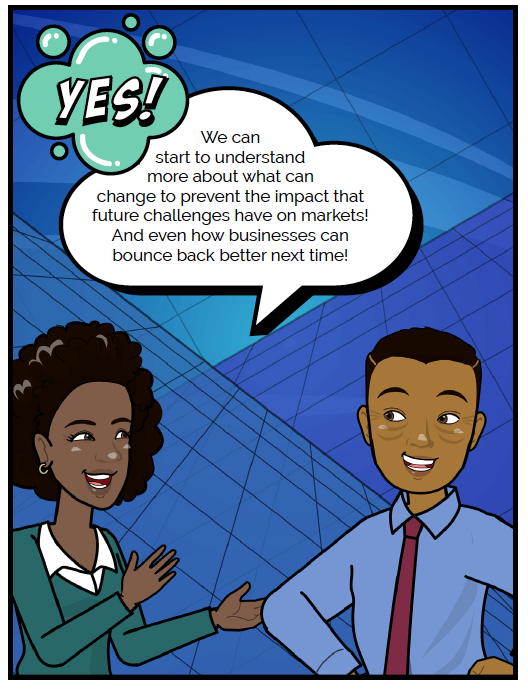 YES!
We can
start to understand
more about what can
change to prevent the impact that
future challenges have on markets!
And even how businesses can
bounce back better next time!